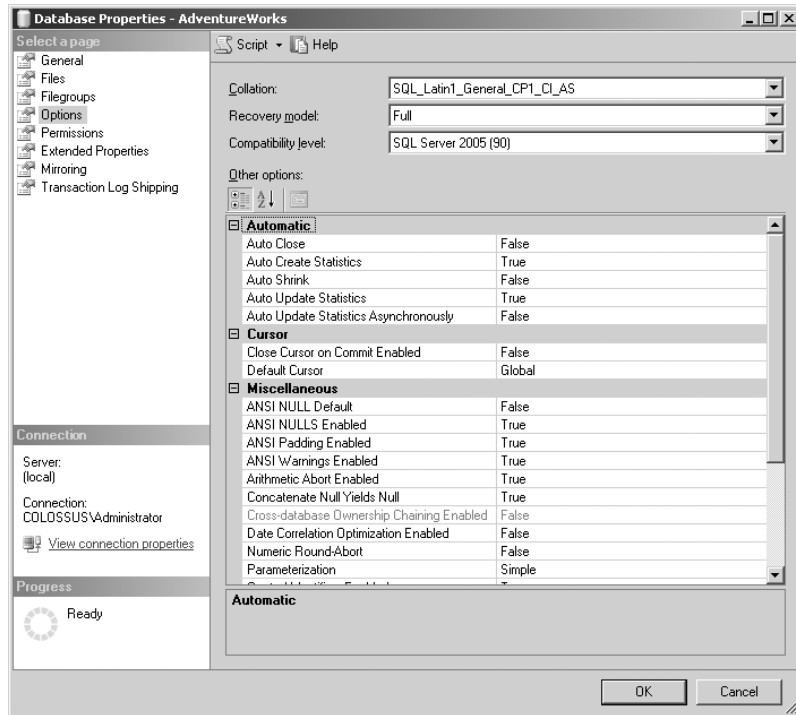 Database Properties - AdventureWorks
Select a page
General
Files
Filegroups
Options
Permissions
Extended Properties
Mirroring
Transaction Log Shipping
Connection
Server:
(local)
Connection:
COLOSSUS\Administrator
View connection properties
Progress
Ready
Script Help
Collation: SQL_Latin1_General_CP1_CI_AS
Recovery model: Full
Compatibility level: SQL Server 2005 (90)
Other options:
Automatic
Auto Close False
Auto Create Statistics True
Auto Shrink False
Auto Update Statistics True
Auto Update Statistics Asynchronously False
Cursor
Close Cursor on Commit Enabled False
Default Cursor Global
Miscellaneous
ANSI NULL Default False
ANSI NULLS Enabled True
ANSI Padding Enabled True
ANSI Warnings Enabled True
Arithmetic Abort Enabled True
Concatenate Null Yields Null True
Cross-database Ownership Chaining Enabled False
Date Correlation Optimization Enabled False
Numeric Round-Abort False
Parameterization Simple
Automatic
OK Cancel